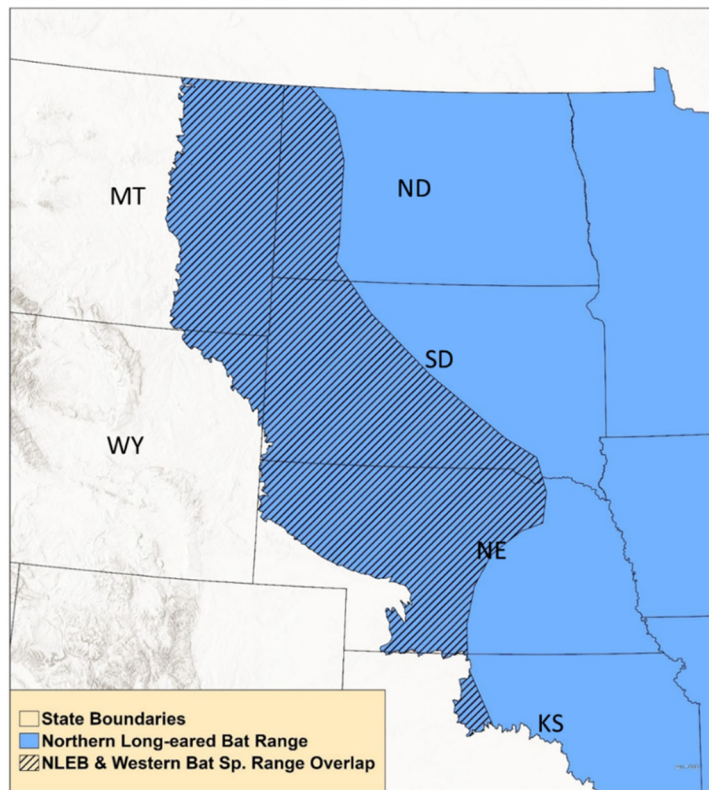 MT
ND
SD
WY
NE
KS
State Boundaries
Northern Long-eared Bat Range
NLEB & Western Bat Sp. Range Overlap